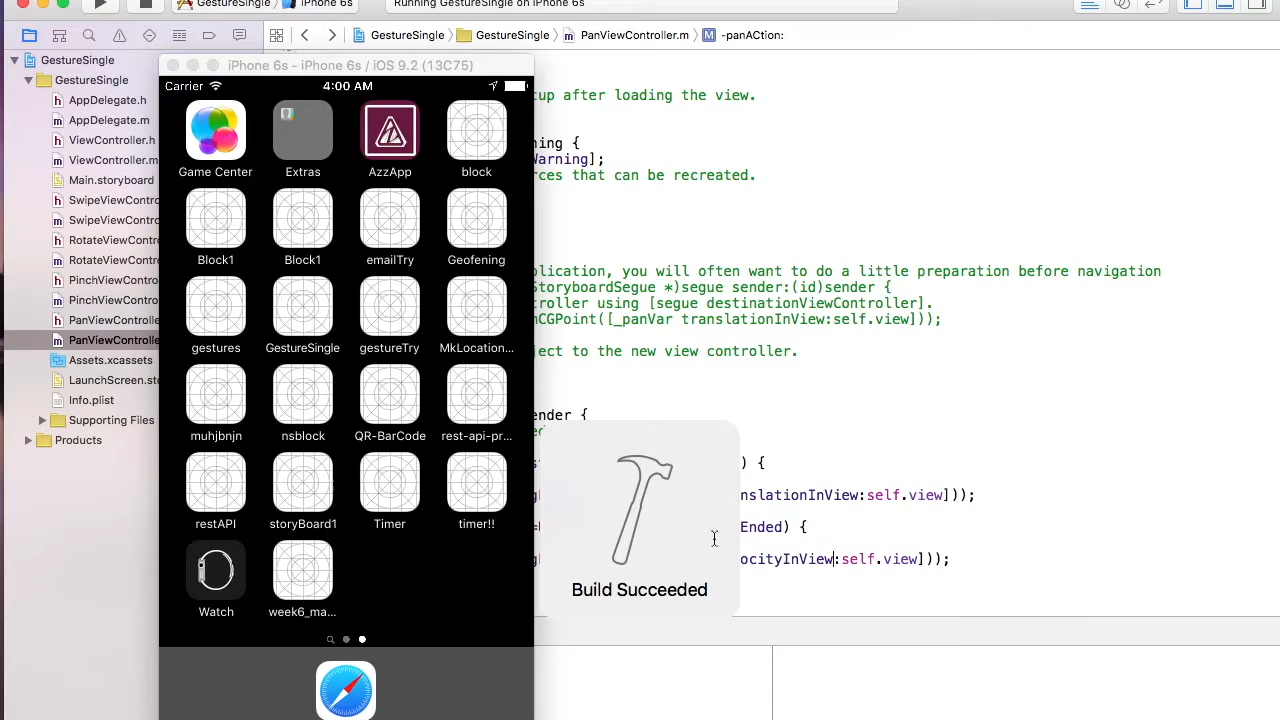 GestureSingle
iPhone 6s
Running GestureSingle on iPhone 6s
GestureSingle
GestureSingle
PanViewController.m
M
-panACtion:
GestureSingle
GestureSingle
h AppDelegate.h
m AppDelegate.m
h ViewController.h
m ViewController.m
Main.storyboard
h SwipeViewContro
m SwipeViewContro
h RotateViewContro
m RotateViewContro
h PinchViewContro
m PinchViewContro
h PanViewControlle
m PanViewControlle
Assets.xcassets
LaunchScreen.sto
Info.plist
Supporting Files
Products
iPhone 6s - iPhone 6s / iOS 9.2 (13C75)
Carrier
4:00 AM
Game Center
Extras
AzzApp
block
Block1
Block1
emailTry
Geofening
gestures
GestureSingle
gestureTry
MkLocation...
muhjbnjn
nsblock
QR-BarCode
rest-api-pr...
restAPI
storyBoard1
Timer
timer!!
Watch
week6_ma...
tup after loading the view.
ning {
Warning];
rces that can be recreated.
plication, you will often want to do a little preparation before navigation
StoryboardSegue *)segue sender:(id)sender {
troller using [segue destinationViewController].
mCGPoint([_panVar translationInView:self.view]));
ject to the new view controller.
ender {
) {
nslationInView:self.view]));
Ended) {
ocityInView:self.view]));
Build Succeeded